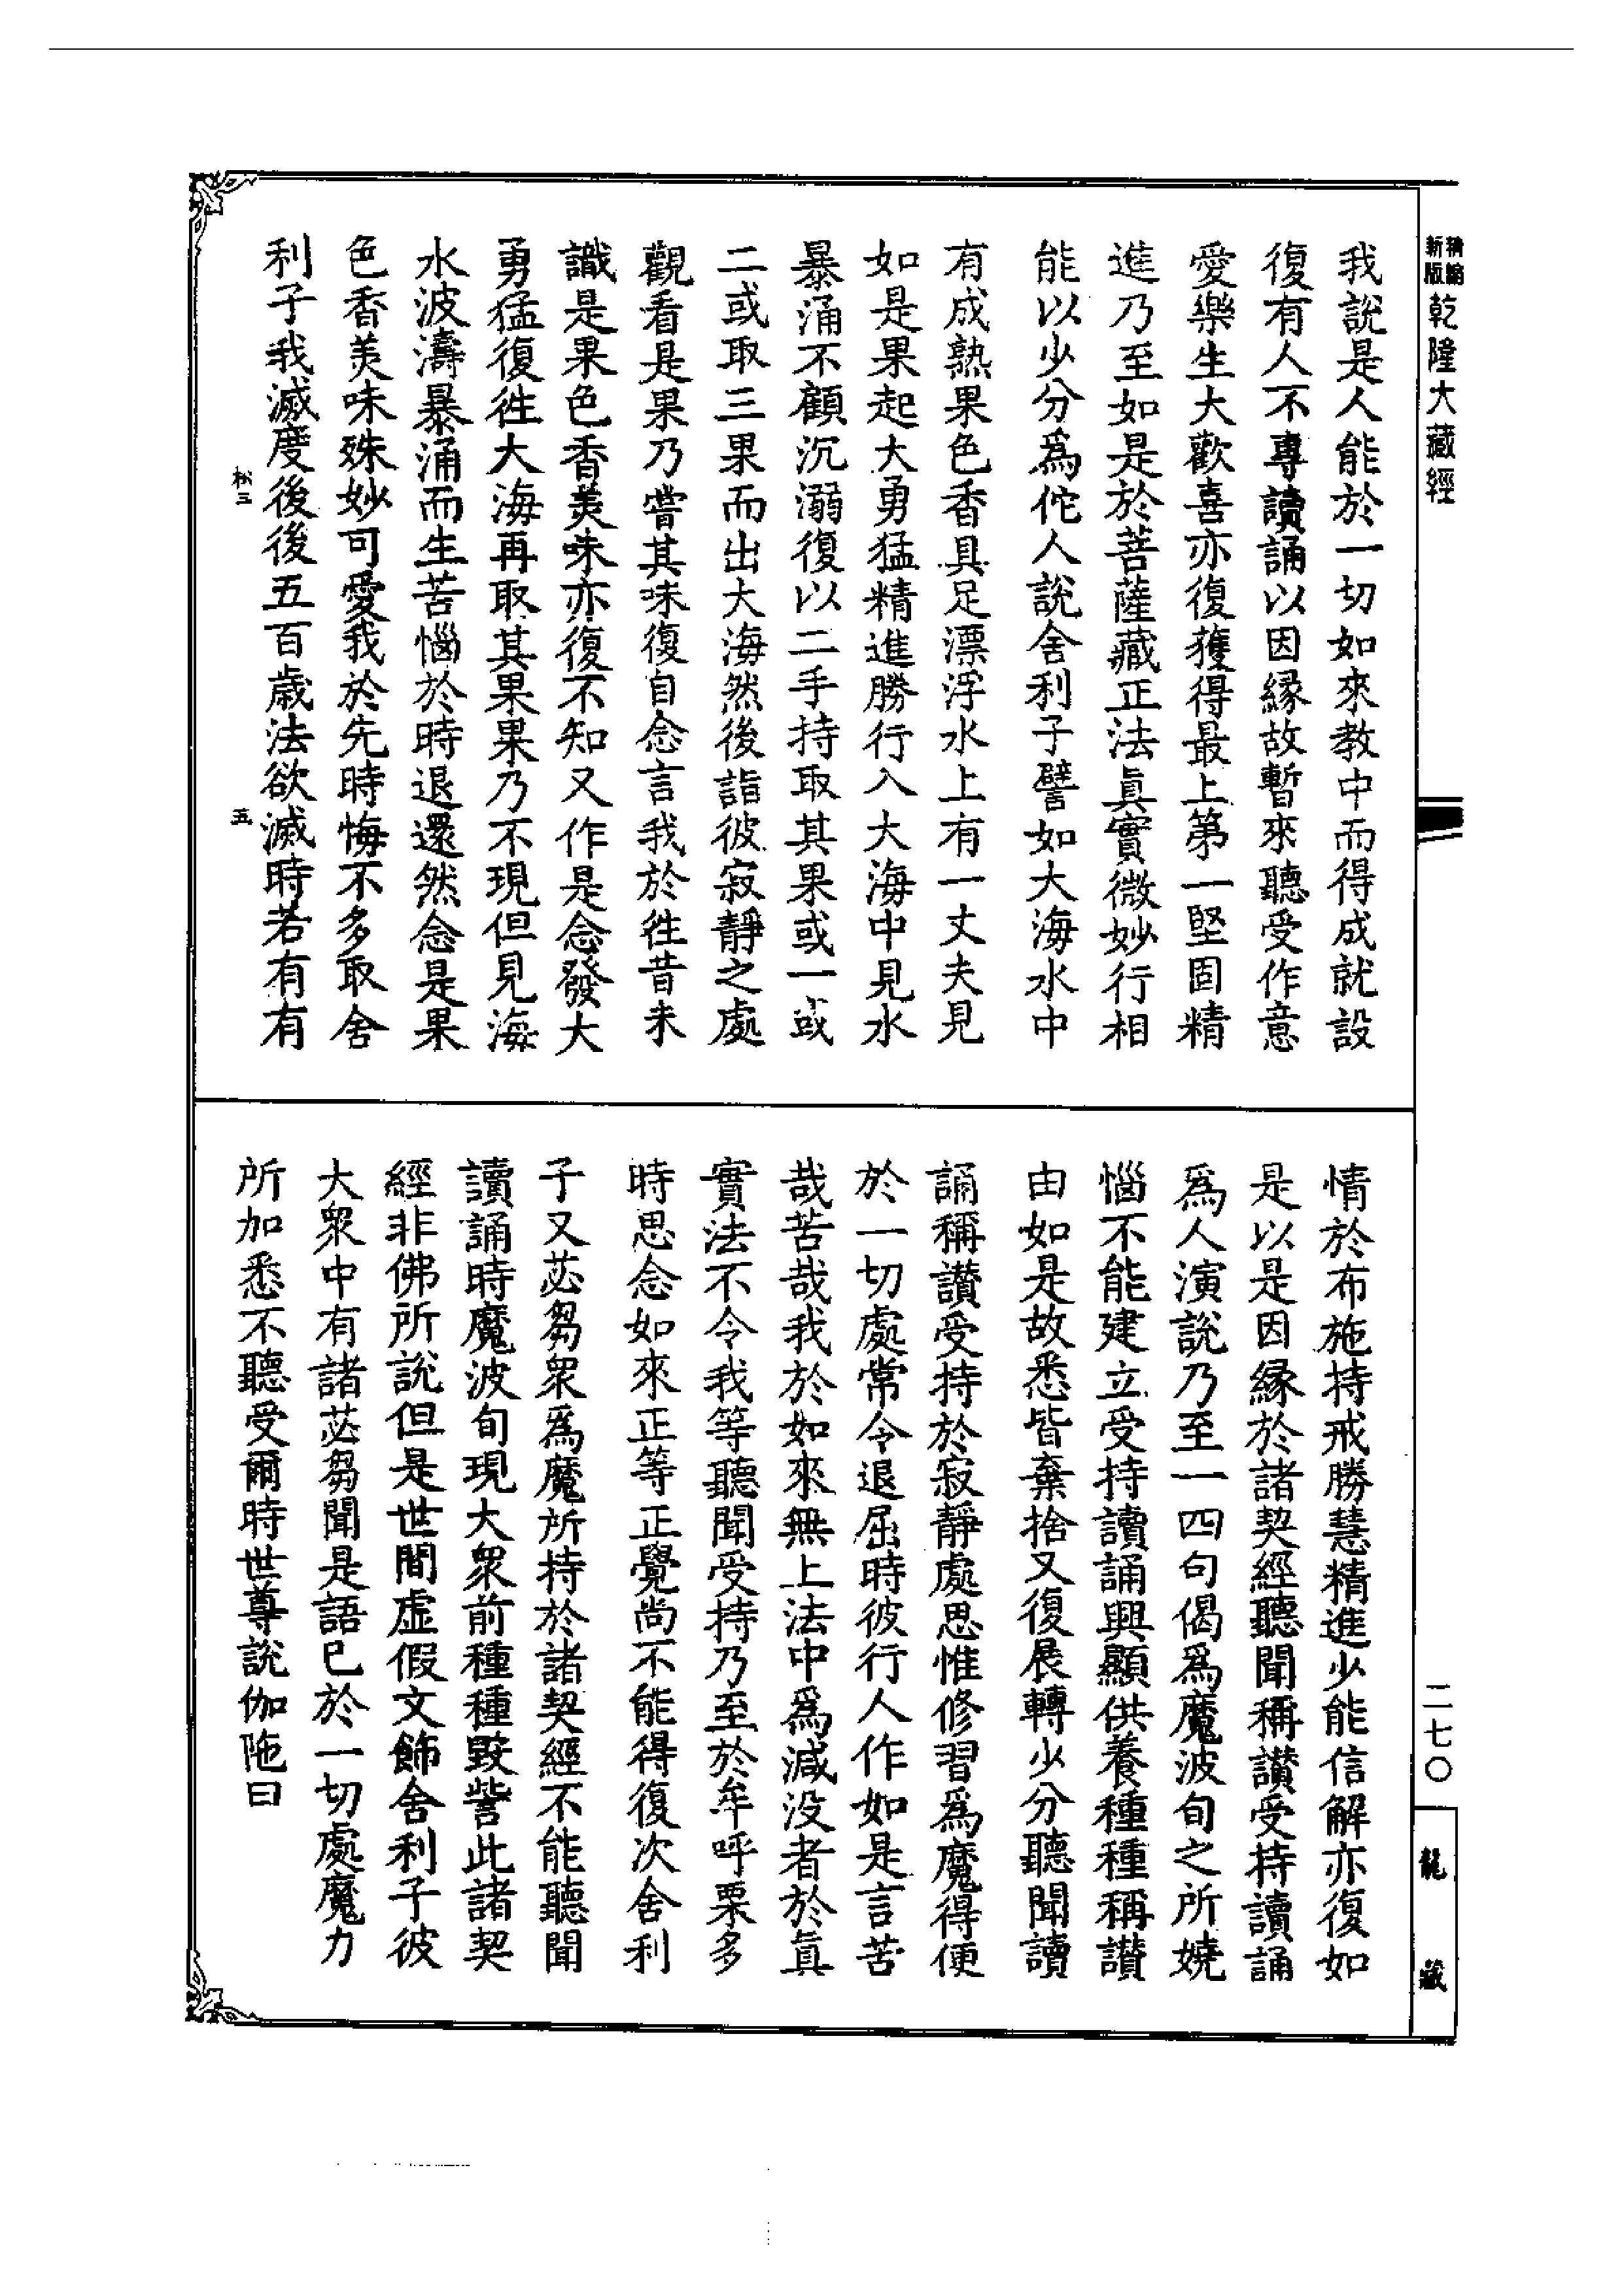 精縮
新版
乾隆大藏經
我說是人能於一切如來教中而得成就設
復有人不專讀誦以因緣故暫來聽受作意
愛樂生大歡喜亦復獲得最上第一堅固精
進乃至如是於菩薩藏正法真實微妙行相
能以少分爲佗人說舍利子譬如大海水中
有成熟果色香具足漂浮水上有一丈夫見
如是果起大勇猛精進勝行入大海中見水
暴涌不顧沉溺復以二手持取其果或一或
二或取三果而出大海然後詣彼寂靜之處
觀看是果乃嘗其味復自念言我於往昔未
識是果色香美味亦復不知又作是念發大
勇猛復往大海再取其果果乃不現但見海
水波濤暴涌而生苦惱於時退還然念是果
色香美味殊妙可愛我於先時悔不多取舍
利子我滅度後後五百歲法欲滅時若有有
松三
五
情於布施持戒勝慧精進少能信解亦復如
是以是因緣於諸契經聽聞稱讚受持讀誦
爲人演說乃至一四句偈爲魔波旬之所嬈
惱不能建立受持讀誦興顯供養種種稱讚
由如是故悉皆棄捨又復展轉少分聽聞讀
誦稱讚受持於寂靜處思惟修習爲魔得便
於一切處常令退屈時彼行人作如是言苦
哉苦哉我於如來無上法中爲減没者於真
實法不令我等聽聞受持乃至於牟呼栗多
時思念如來正等正覺尚不能得復次舍利
子又苾芻衆爲魔所持於諸契經不能聽聞
讀誦時魔波旬現大衆前種種毀訾此諸契
經非佛所說但是世間虛假文飾舍利子彼
大衆中有諸苾芻聞是語已於一切處魔力
所加悉不聽受爾時世尊說伽陁曰
二七〇
龍藏